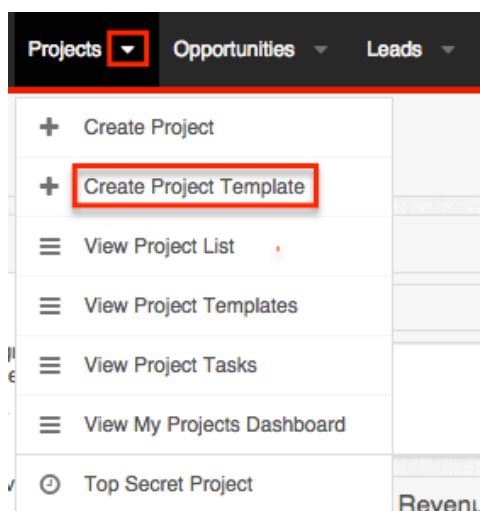 Projects Opportunities Leads
Create Project
Create Project Template
View Project List
View Project Templates
View Project Tasks
View My Projects Dashboard
Top Secret Project